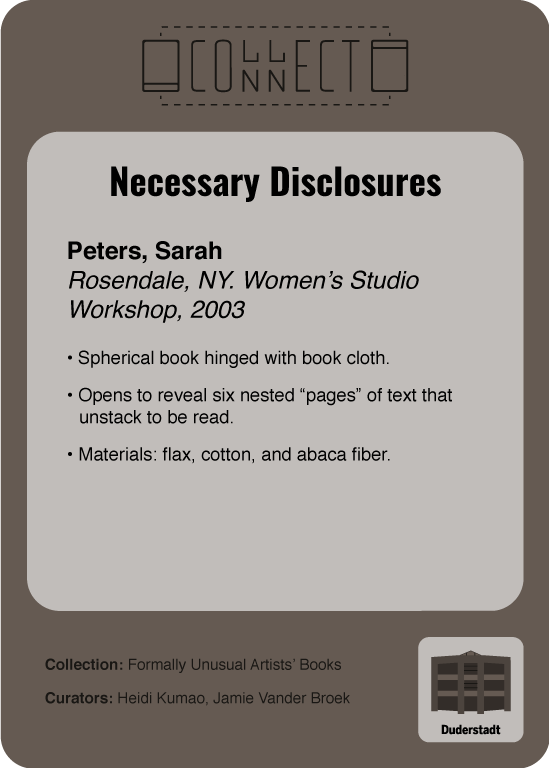 COLLECT
CONNECT
Necessary Disclosures
Peters, Sarah
Rosendale, NY. Women’s Studio
Workshop, 2003
• Spherical book hinged with book cloth.
• Opens to reveal six nested “pages” of text that
unstack to be read.
• Materials: flax, cotton, and abaca fiber.
Collection: Formally Unusual Artists’ Books
Curators: Heidi Kumao, Jamie Vander Broek
Duderstadt